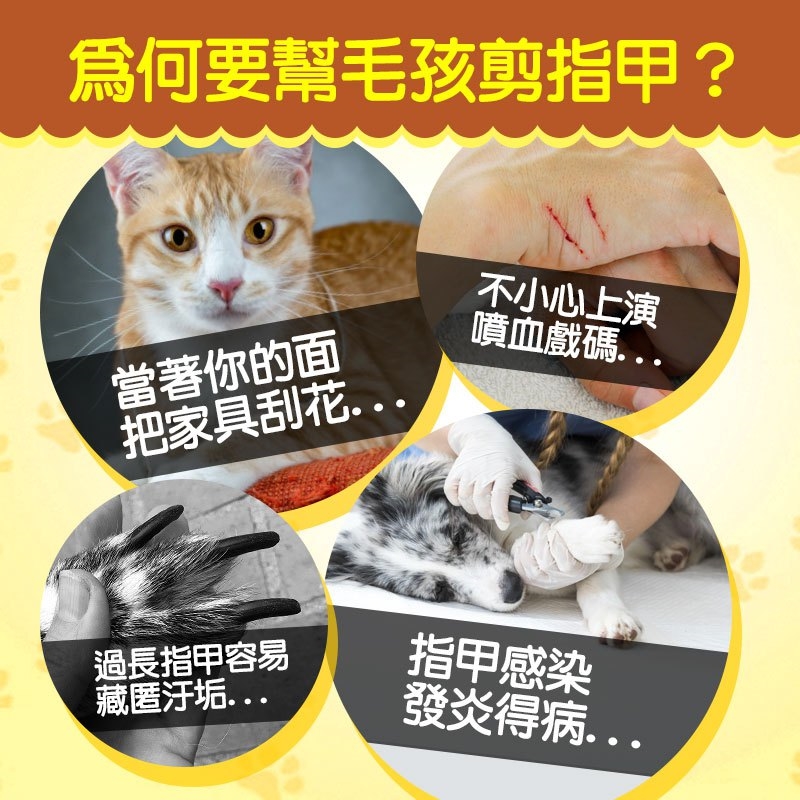 為何要幫毛孩剪指甲？
當著你的面
把家具刮花...
不小心上演
噴血戲碼...
過長指甲容易
藏匿汙垢...
指甲感染
發炎得病...